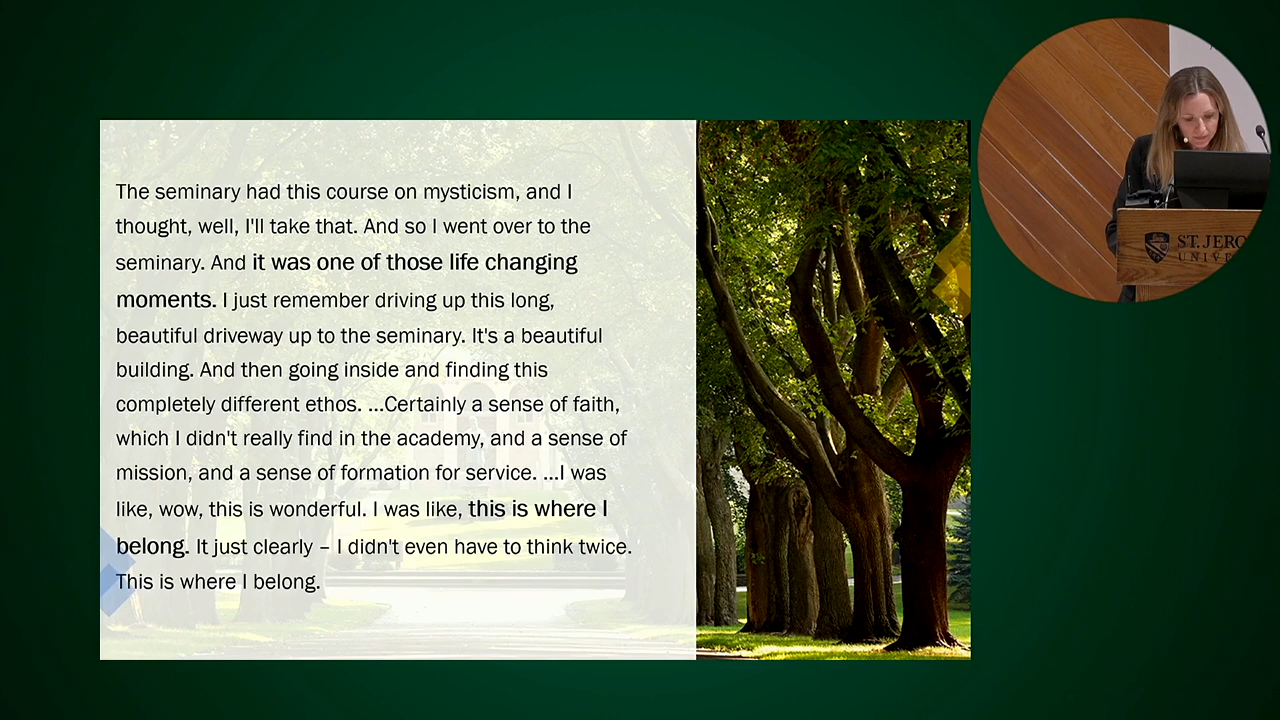 The seminary had this course on mysticism, and I
thought, well, I'll take that. And so I went over to the
seminary. And it was one of those life changing
moments. I just remember driving up this long,
beautiful driveway up to the seminary. It's a beautiful
building. And then going inside and finding this
completely different ethos. ...Certainly a sense of faith,
which I didn't really find in the academy, and a sense of
mission, and a sense of formation for service. ...I was
like, wow, this is wonderful. I was like, this is where I
belong. It just clearly – I didn't even have to think twice.
This is where I belong.
ST. JERO
UNIVE